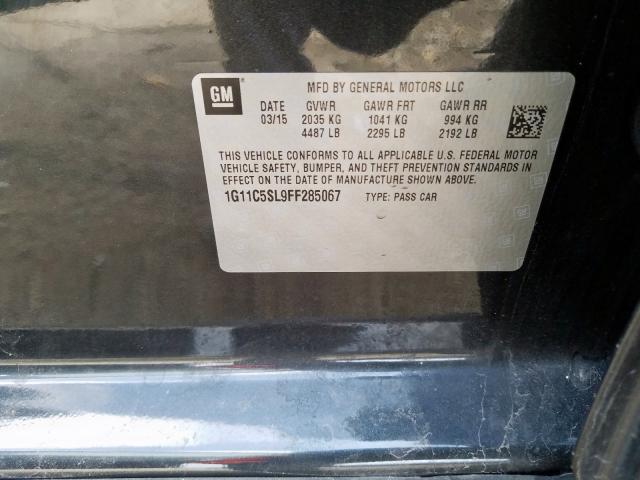 GM
MFD BY GENERAL MOTORS LLC
DATE GVWR GAWR FRT GAWR RR
03/15 2035 KG 1041 KG 994 KG
4487 LB 2295 LB 2192 LB
THIS VEHICLE CONFORMS TO ALL APPLICABLE U.S. FEDERAL MOTOR
VEHICLE SAFETY, BUMPER, AND THEFT PREVENTION STANDARDS IN
EFFECT ON THE DATE OF MANUFACTURE SHOWN ABOVE.
1G11C5SL9FF285067 TYPE: PASS CAR